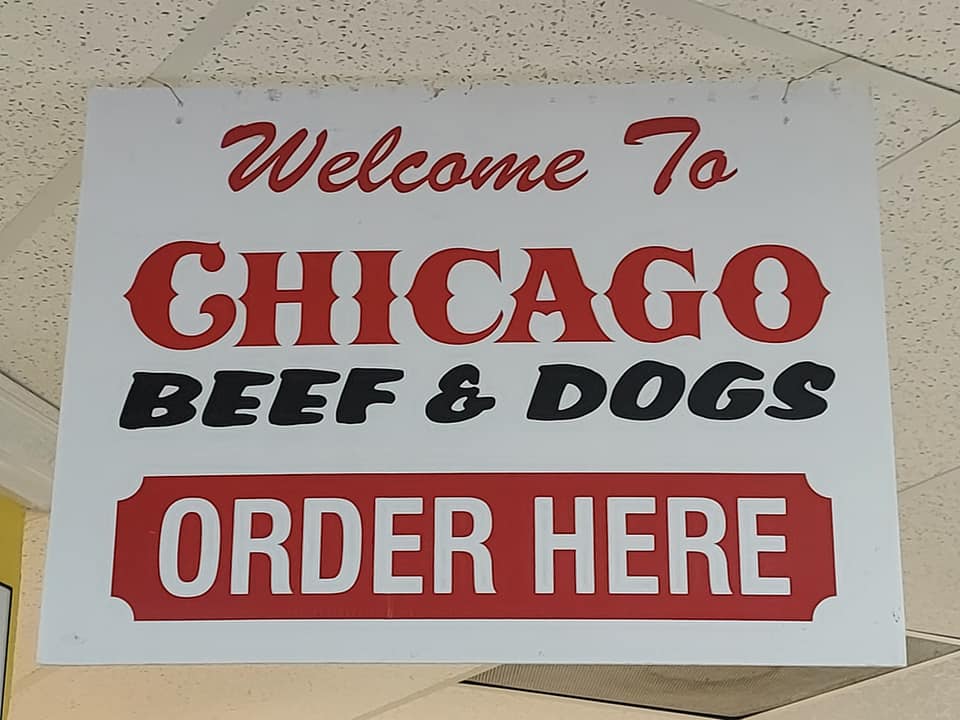 Welcome To
CHICAGO
BEEF & DOGS
ORDER HERE